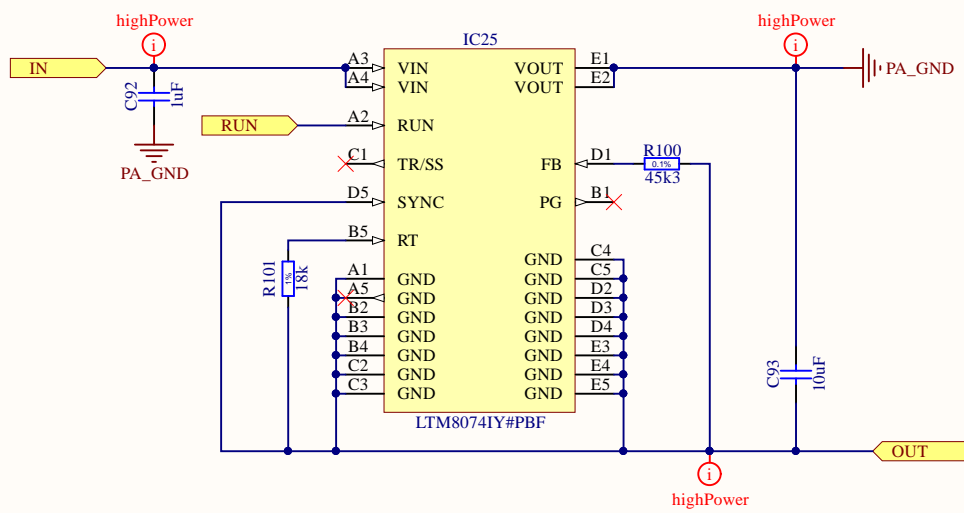 highPower
highPower
IC25
IN
A3
VIN
VOUT
E1
A4
VIN
VOUT
E2
PA_GND
C92
1uF
RUN
A2
RUN
PA_GND
C1
TR/SS
FB
D1
R100
0.1%
45k3
D5
SYNC
PG
B1
B5
RT
R101
1%
18k
GND
C4
A1
GND
GND
C5
A5
GND
GND
D2
B2
GND
GND
D3
B3
GND
GND
D4
B4
GND
GND
E3
C2
GND
GND
E4
C3
GND
GND
E5
C93
10uF
LTM8074IY#PBF
OUT
highPower